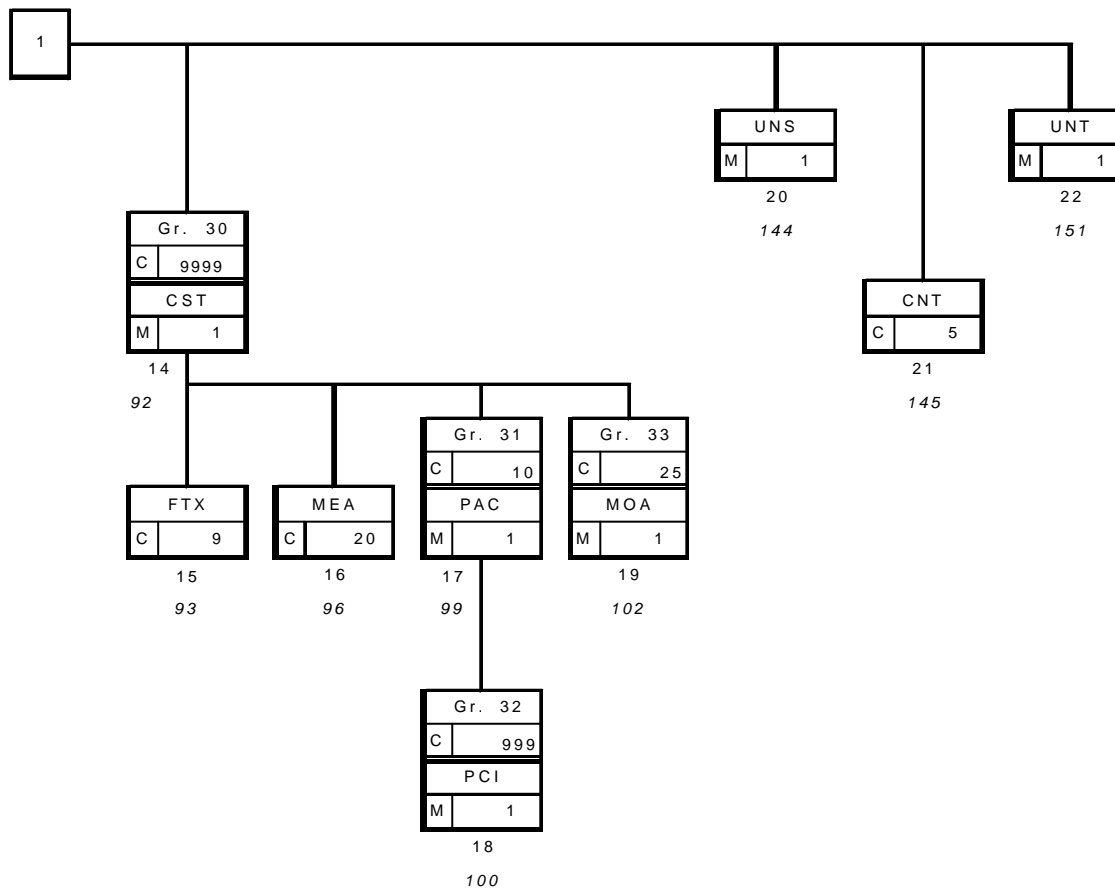 1
UNS
M 1
20
144
UNT
M 1
22
151
Gr. 30
C 9999
CST
M 1
14
92
CNT
C 5
21
145
FTX
C 9
15
93
MEA
C 20
16
96
Gr. 31
C 10
PAC
M 1
17
99
Gr. 33
C 25
MOA
M 1
19
102
Gr. 32
C 999
PCI
M 1
18
100